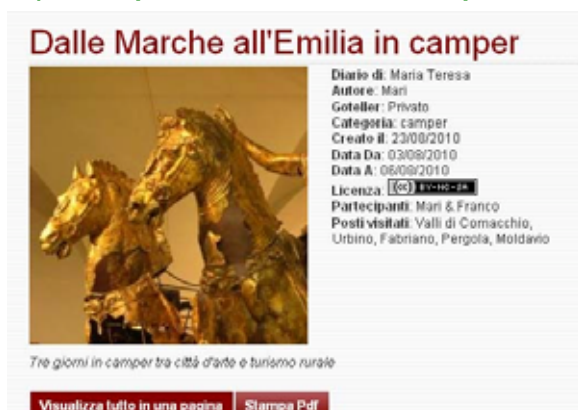 Dalle Marche all'Emilia in camper
Diario di: Maria Teresa
Autore: Mari
Goteller: Privato
Categoria: camper
Creato il: 23/08/2010
Data Da: 03/08/2010
Data A: 06/08/2010
Licenza: (cc) BY-NC-SA
Partecipanti: Mari & Franco
Posti visitati: Valli di Comacchio,
Urbino, Fabriano, Pergola, Moldavio
Tre giorni in camper tra città d'arte e turismo rurale
Visualizza tutto in una pagina Stampa Pdf